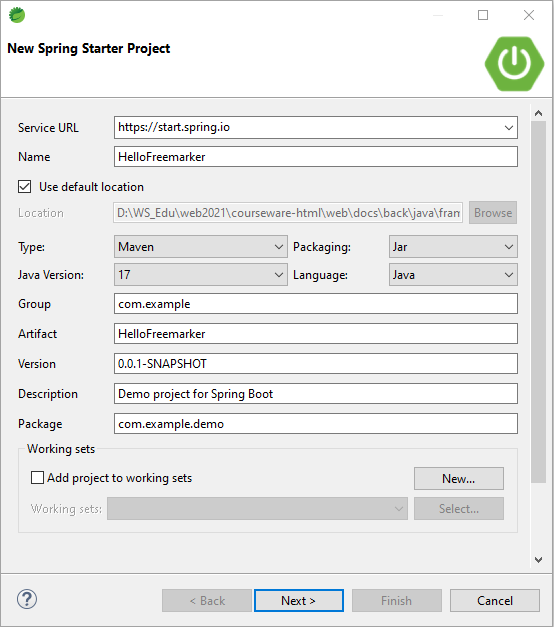 New Spring Starter Project
Service URL https://start.spring.io
Name HelloFreemarker
Use default location
Location D:\WS_Edu\web2021\courseware-html\web\docs\back\java\fram Browse
Type: Maven Packaging: Jar
Java Version: 17 Language: Java
Group com.example
Artifact HelloFreemarker
Version 0.0.1-SNAPSHOT
Description Demo project for Spring Boot
Package com.example.demo
Working sets
Add project to working sets New...
Working sets: Select...
? < Back Next > Finish Cancel